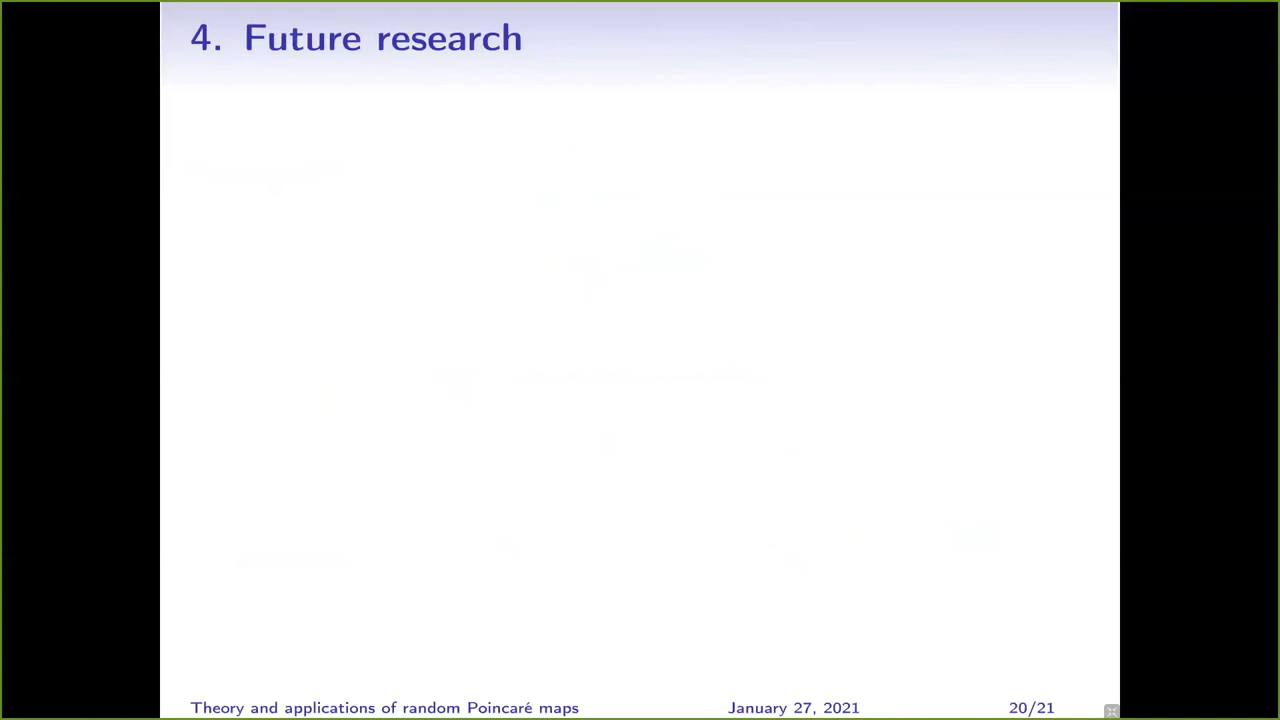 4. Future research
Theory and applications of random Poincaré maps January 27, 2021 20/21